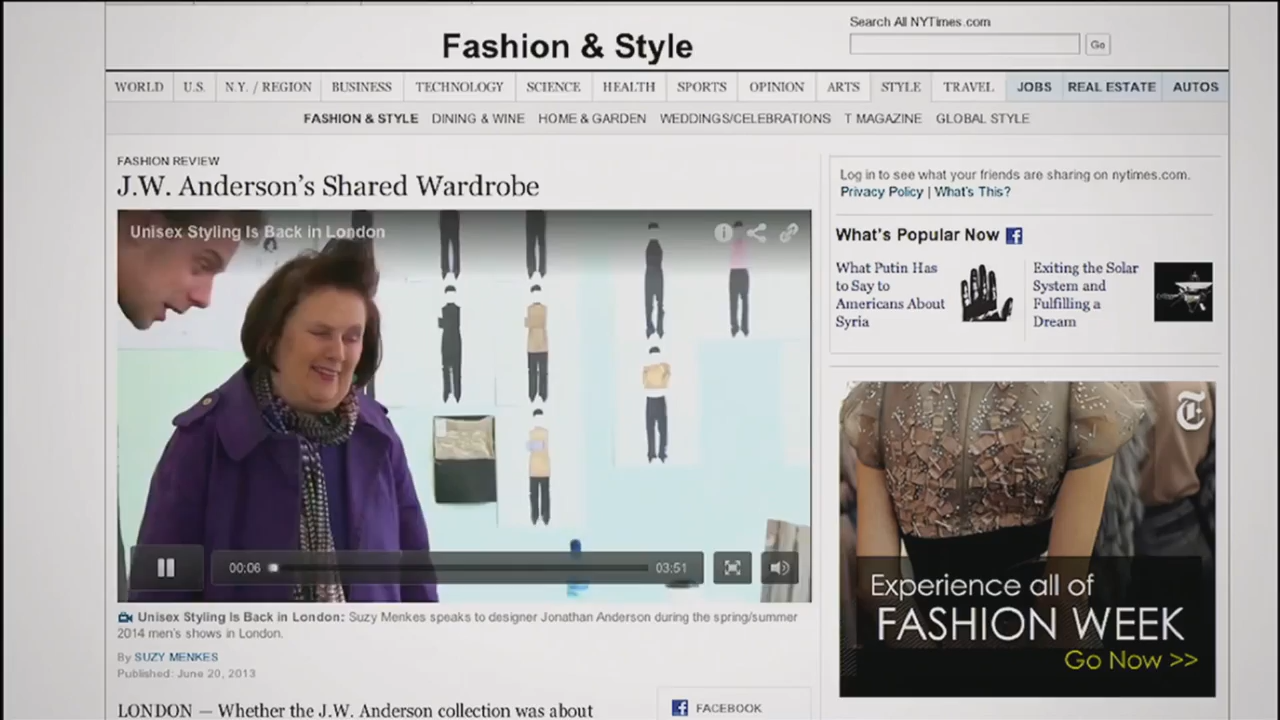 Search All NYTimes.com
Fashion & Style
Go
WORLD U.S. N.Y. / REGION BUSINESS TECHNOLOGY SCIENCE HEALTH SPORTS OPINION ARTS STYLE TRAVEL JOBS REAL ESTATE AUTOS
FASHION & STYLE DINING & WINE HOME & GARDEN WEDDINGS/CELEBRATIONS T MAGAZINE GLOBAL STYLE
FASHION REVIEW
J.W. Anderson's Shared Wardrobe
Unisex Styling Is Back in London
00:06
03:51
Unisex Styling Is Back in London: Suzy Menkes speaks to designer Jonathan Anderson during the spring/summer
2014 men's shows in London.
By SUZY MENKES
Published: June 20, 2013
LONDON — Whether the J.W. Anderson collection was about
FACEBOOK
Log in to see what your friends are sharing on nytimes.com.
Privacy Policy | What's This?
What's Popular Now
What Putin Has
to Say to
Americans About
Syria
Exiting the Solar
System and
Fulfilling a
Dream
T
Experience all of
FASHION WEEK
Go Now >>